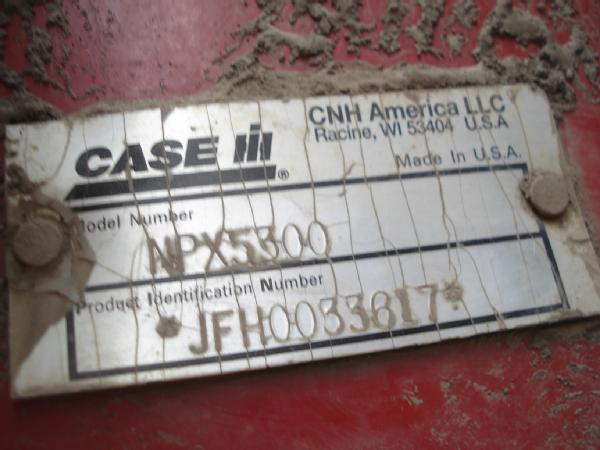 CNH America LLC
Racine, WI 53404 U.S.A
CASE IH®
Made In U.S.A.
Model Number
NPX5300
Product Identification Number
*JFH0033617*